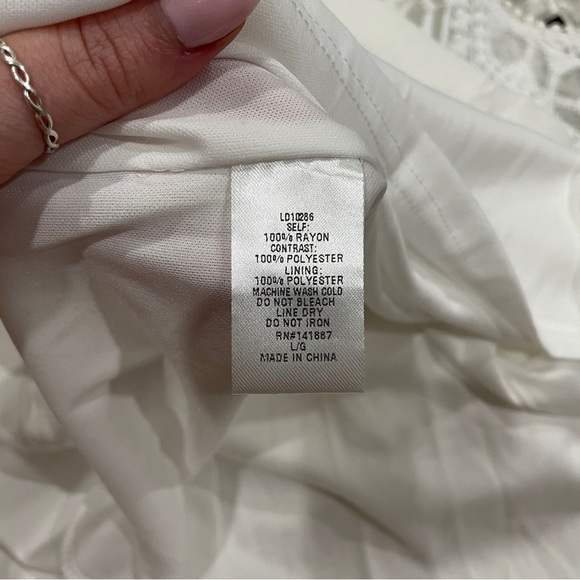 LD10286
SELF:
100% RAYON
CONTRAST:
100% POLYESTER
LINING:
100% POLYESTER
MACHINE WASH COLD
DO NOT BLEACH
LINE DRY
DO NOT IRON
RN#141667
L/G
MADE IN CHINA